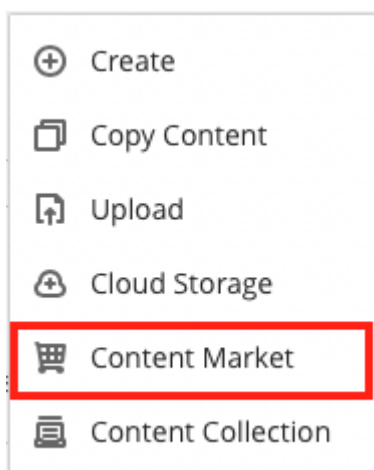 Create
Copy Content
Upload
Cloud Storage
Content Market
Content Collection